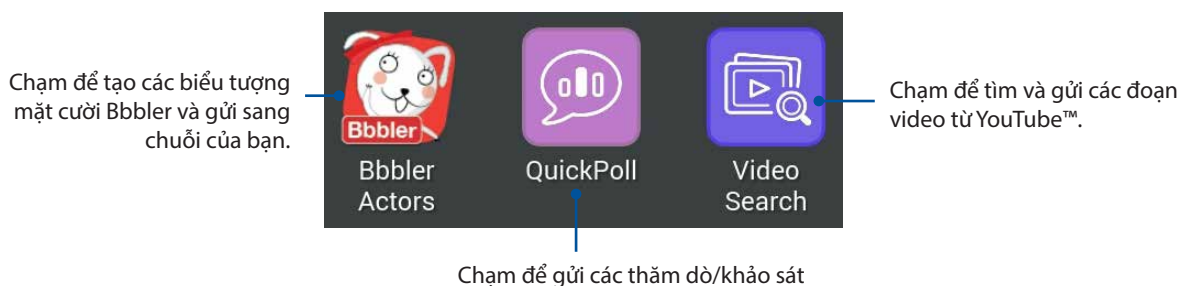 Chạm để tạo các biểu tượng
mặt cười Bbbler và gửi sang
chuỗi của bạn.
Bbbler
Bbbler
Actors
QuickPoll
Video
Search
Chạm để tìm và gửi các đoạn
video từ YouTube™.
Chạm để gửi các thăm dò/khảo sát